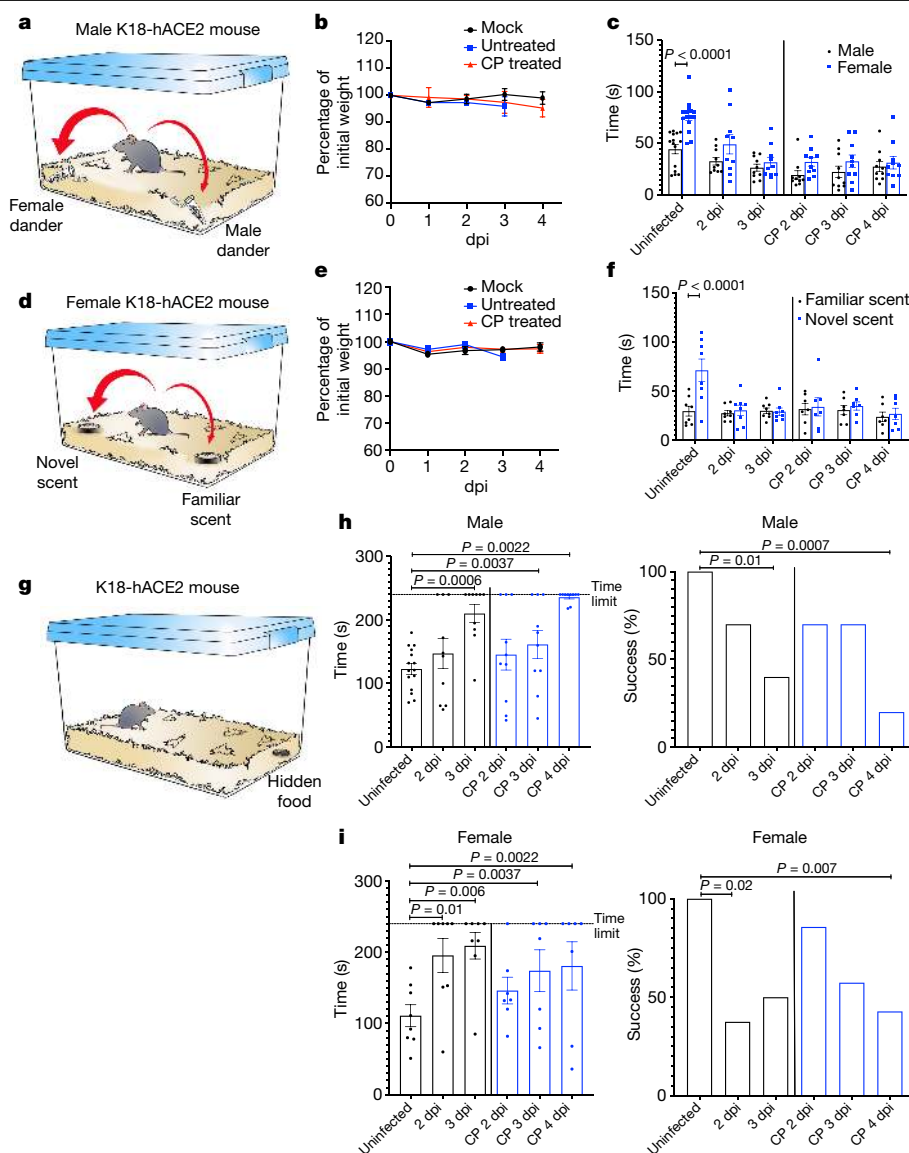 a
Male K18-hACE2 mouse
Female
dander
Male
dander
b
Percentage of
initial weight
120
110
100
90
80
70
60
0
1
2
3
4
dpi
Mock
Untreated
CP treated
c
Time (s)
150
100
50
0
P < 0.0001
Male
Female
Uninfected
2 dpi
3 dpi
CP 2 dpi
CP 3 dpi
CP 4 dpi
d
Female K18-hACE2 mouse
Novel
scent
Familiar
scent
e
Percentage of
initial weight
120
110
100
90
80
70
60
0
1
2
3
4
dpi
Mock
Untreated
CP treated
f
Time (s)
150
100
50
0
P < 0.0001
Familiar scent
Novel scent
Uninfected
2 dpi
3 dpi
CP 2 dpi
CP 3 dpi
CP 4 dpi
g
K18-hACE2 mouse
Hidden
food
h
Male
Time (s)
300
200
100
0
P = 0.0022
P = 0.0037
P = 0.0006
Time
limit
Uninfected
2 dpi
3 dpi
CP 2 dpi
CP 3 dpi
CP 4 dpi
Male
Success (%)
100
50
0
P = 0.0007
P = 0.01
Uninfected
2 dpi
3 dpi
CP 2 dpi
CP 3 dpi
CP 4 dpi
i
Female
Time (s)
300
200
100
0
P = 0.0022
P = 0.0037
P = 0.006
P = 0.01
Time
limit
Uninfected
2 dpi
3 dpi
CP 2 dpi
CP 3 dpi
CP 4 dpi
Female
Success (%)
100
50
0
P = 0.007
P = 0.02
Uninfected
2 dpi
3 dpi
CP 2 dpi
CP 3 dpi
CP 4 dpi